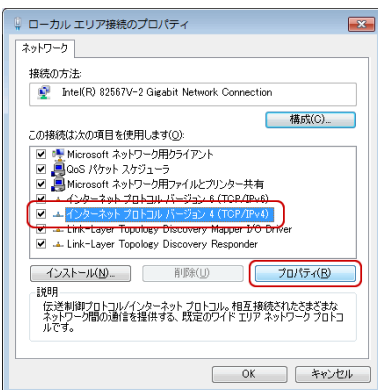 ローカル エリア接続のプロパティ
ネットワーク
接続の方法:
Intel(R) 82567V-2 Gigabit Network Connection
構成(C)...
この接続は次の項目を使用します(O):
Microsoft ネットワーク用クライアント
QoS パケット スケジューラ
Microsoft ネットワーク用ファイルとプリンター共有
インターネット プロトコル バージョン 6 (TCP/IPv6)
インターネット プロトコル バージョン 4 (TCP/IPv4)
Link-Layer Topology Discovery Mapper I/O Driver
Link-Layer Topology Discovery Responder
インストール(N)...
削除(U)
プロパティ(R)
説明
伝送制御プロトコル/インターネット プロトコル。相互接続されたさまざまな
ネットワーク間の通信を提供する、既定のワイド エリア ネットワーク プロトコ
ルです。
OK
キャンセル